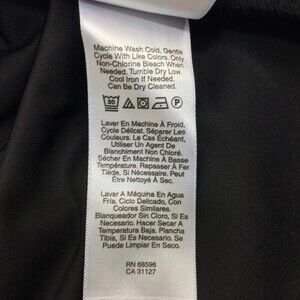 Machine Wash Cold, Gentle
Cycle With Like Colors. Only
Non-Chlorine Bleach When
Needed. Tumble Dry Low.
Cool Iron If Needed.
Can Be Dry Cleaned.
30 P
Laver En Machine À Froid,
Cycle Délicat. Séparer Les
Couleurs. Le Cas Échéant,
Utiliser Un Agent de
Blanchiment Non Chloré.
Sécher En Machine À Basse
Température. Repasser À Fer
Tiède, Si Nécessaire. Peut
Être Nettoyé À Sec.
Lavar A Máquina En Agua
Fría. Ciclo Delicado, Con
Colores Similares.
Blanqueador Sin Cloro, Si Es
Necesario. Hacer Secar A
Temperatura Baja. Plancha
Tibia, Si Es Necesario. Se
Puede Limpiar En Seco.
RN 68596
CA 31127